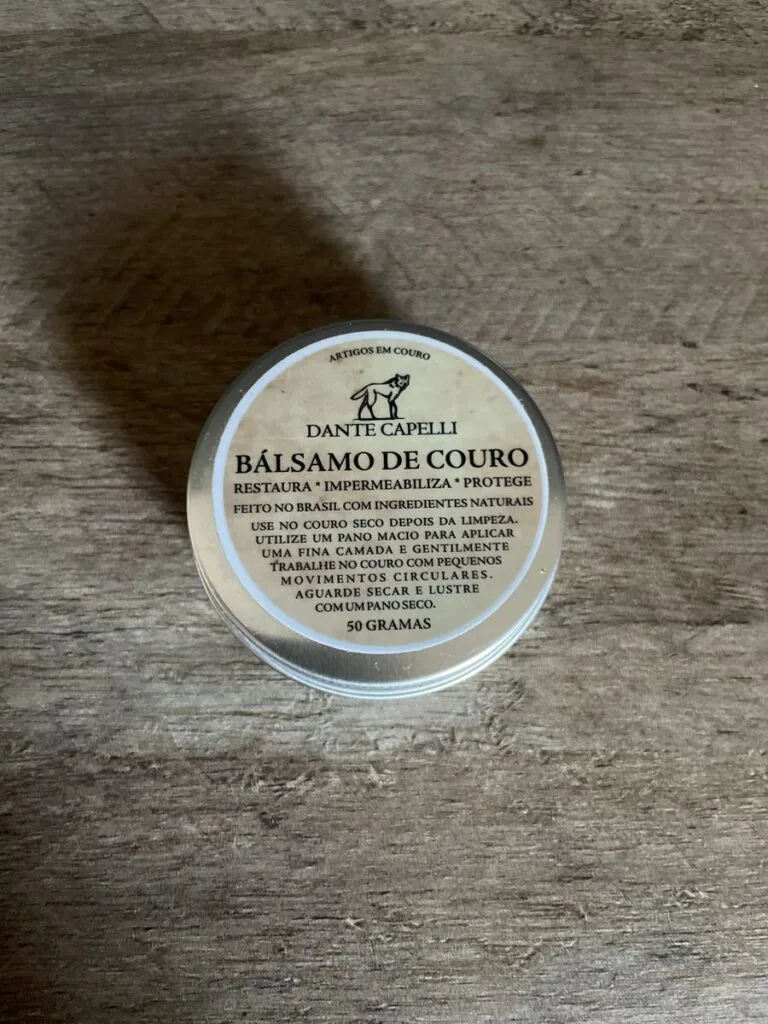 ARTIGOS EM COURO
DANTE CAPELLI
BÁLSAMO DE COURO
RESTAURA * IMPERMEABILIZA * PROTEGE
FEITO NO BRASIL COM INGREDIENTES NATURAIS
USE NO COURO SECO DEPOIS DA LIMPEZA.
UTILIZE UM PANO MACIO PARA APLICAR
UMA FINA CAMADA E GENTILMENTE
TRABALHE NO COURO COM PEQUENOS
MOVIMENTOS CIRCULARES.
AGUARDE SECAR E LUSTRE
COM UM PANO SECO.
50 GRAMAS